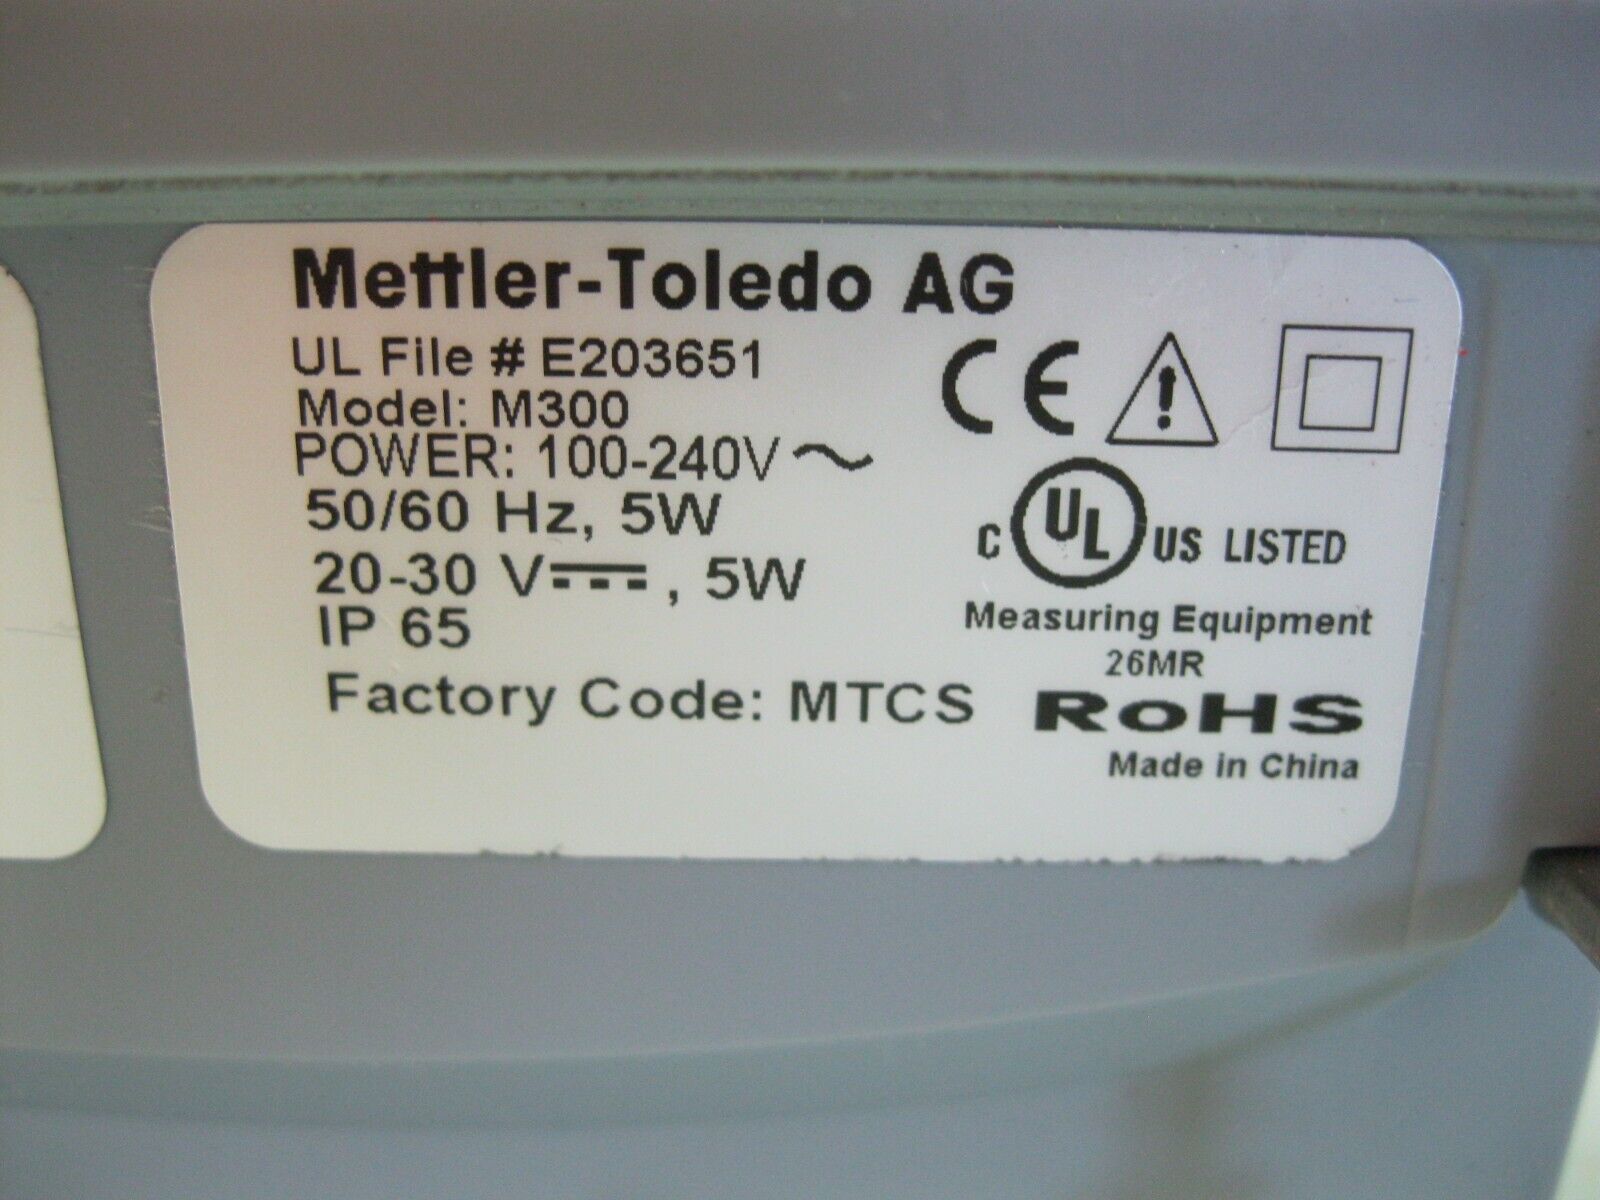 Mettler-Toledo AG
UL File # E203651
Model: M300
POWER: 100-240V~
50/60 Hz, 5W
20-30 V⎓, 5W
IP 65
Factory Code: MTCS
CE
C UL US LISTED
Measuring Equipment
26MR
RoHS
Made in China